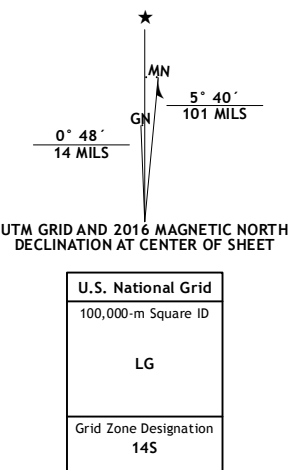 ★
MN
5° 40´
101 MILS
GN
0° 48´
14 MILS
UTM GRID AND 2016 MAGNETIC NORTH
DECLINATION AT CENTER OF SHEET
U.S. National Grid
100,000-m Square ID
LG
Grid Zone Designation
14S